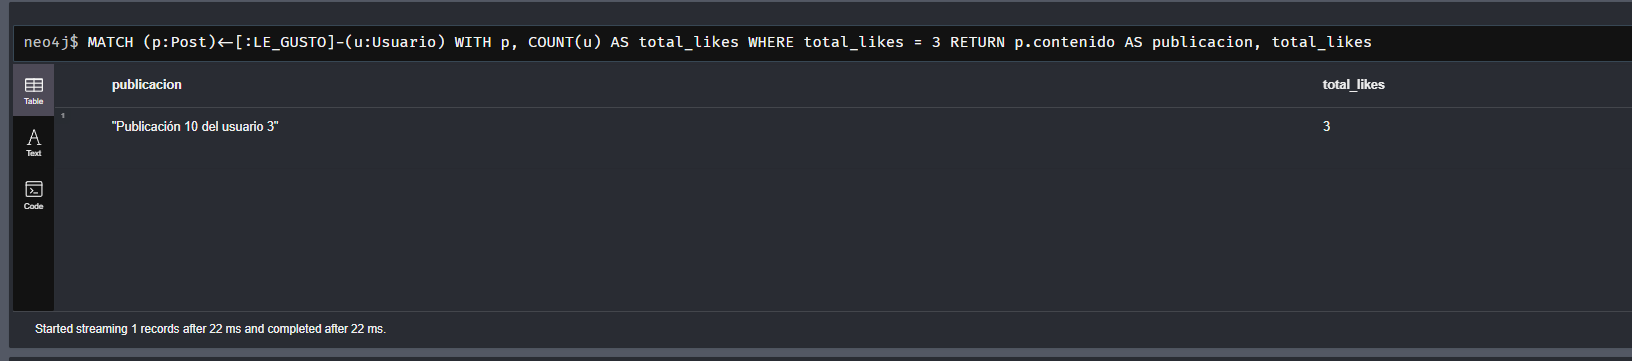 neo4j$ MATCH (p:Post)<-[:LE_GUSTO]-(u:Usuario) WITH p, COUNT(u) AS total_likes WHERE total_likes = 3 RETURN p.contenido AS publicacion, total_likes
Table
publicacion total_likes
1 "Publicación 10 del usuario 3" 3
A
Text
Code
Started streaming 1 records after 22 ms and completed after 22 ms.